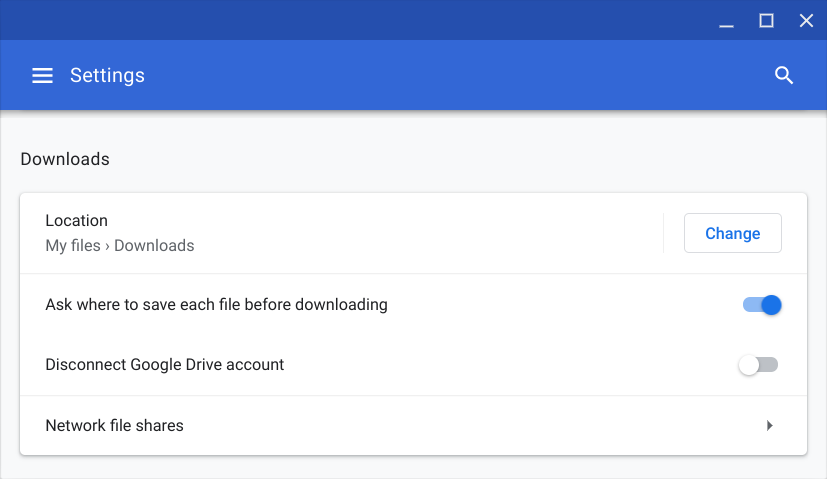 Settings
Downloads
Location
My files › Downloads
Change
Ask where to save each file before downloading
Disconnect Google Drive account
Network file shares